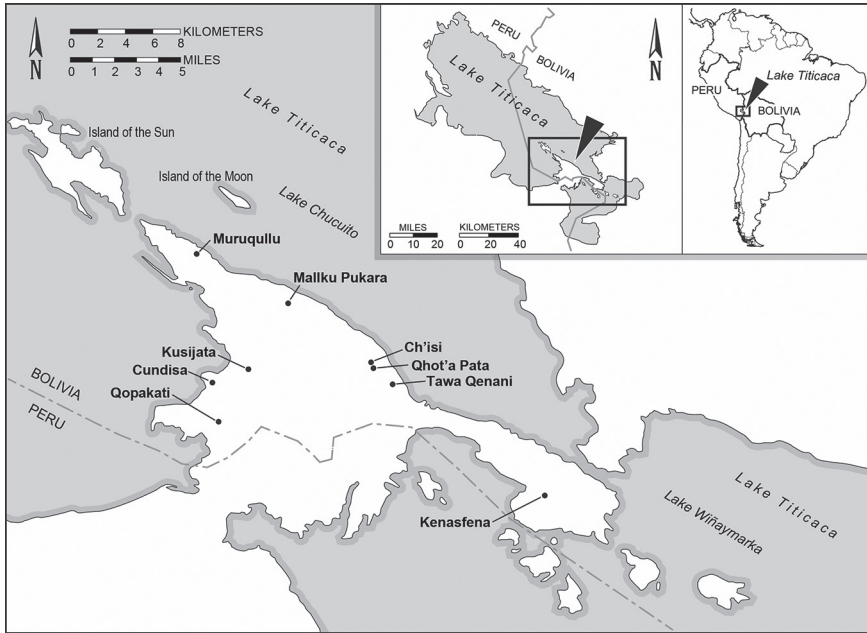 N
0 2 4 6 8
KILOMETERS
MILES
0 1 2 3 4 5
Lake Titicaca
Island of the Sun
Island of the Moon
Lake Chucuito
Muruqullu
Mallku Pukara
Kusijata
Cundisa
Qopakati
Ch'isi
Qhot'a Pata
Tawa Qenani
BOLIVIA
PERU
Kenasfena
Lake Titicaca
Lake Wiñaymarka
PERU
BOLIVIA
N
Lake Titicaca
MILES
0 10 20
KILOMETERS
0 20 40
Lake Titicaca
PERU
BOLIVIA